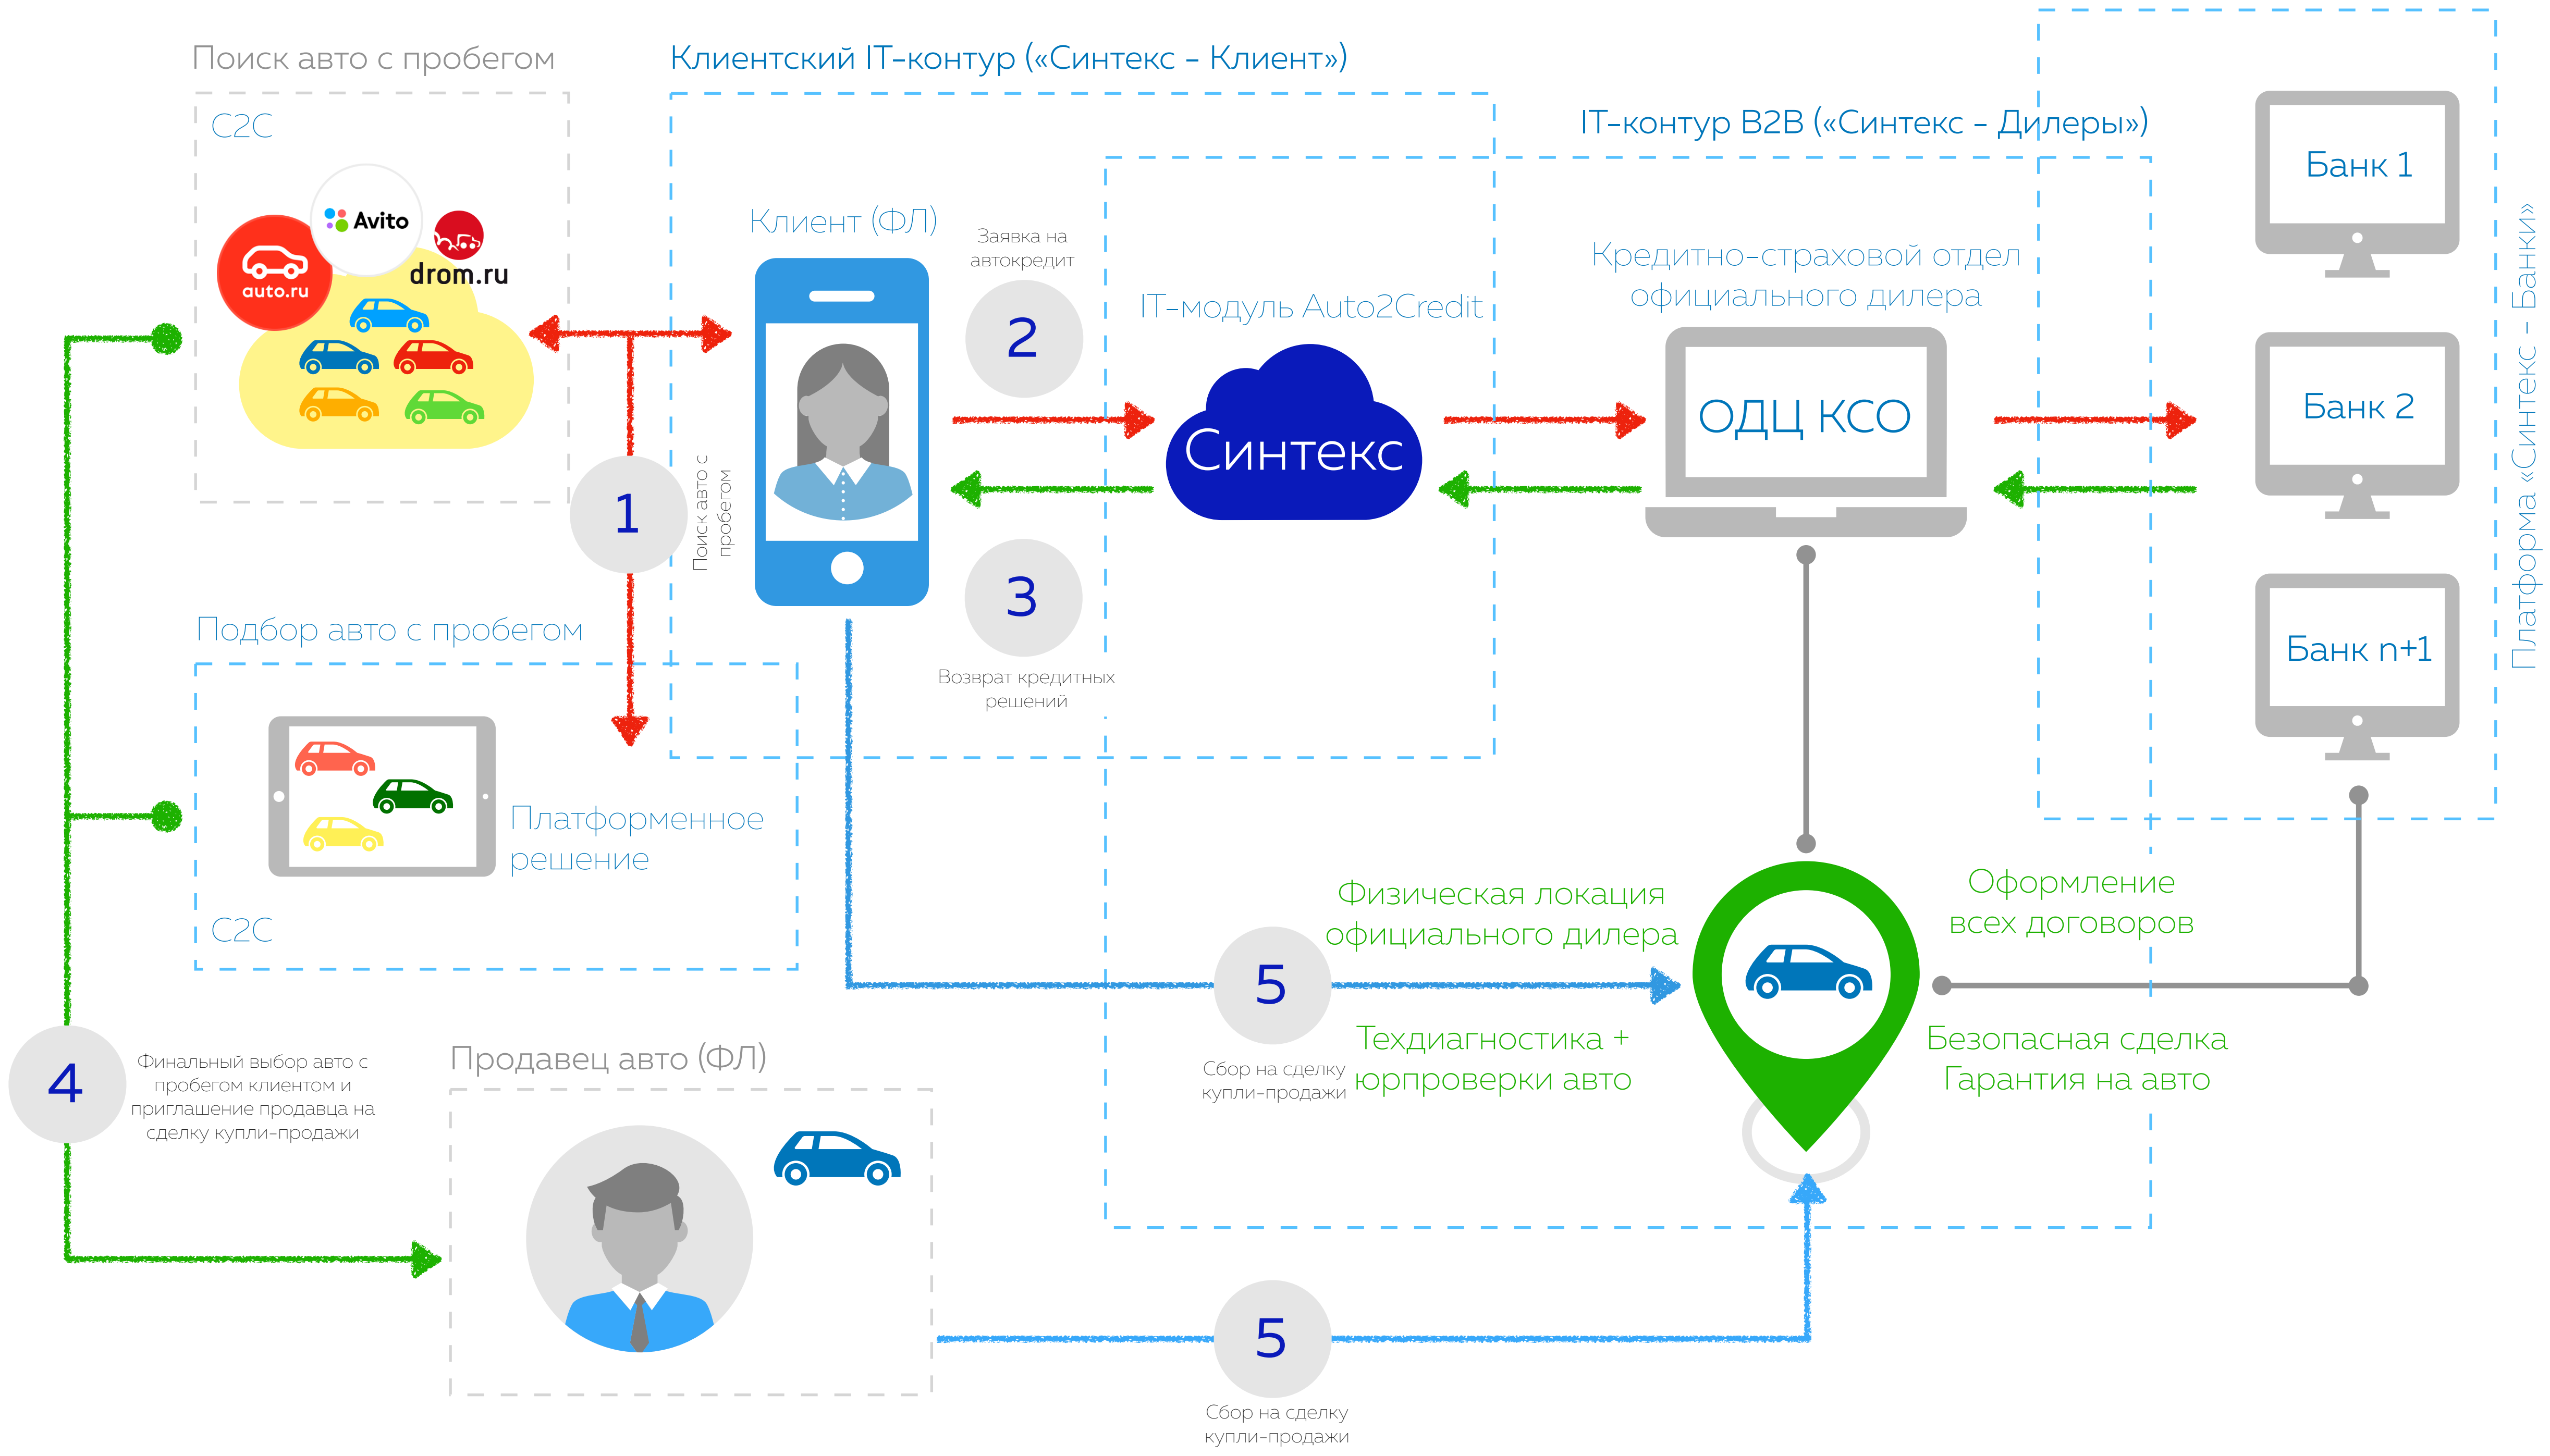 Поиск авто с пробегом
C2C
Avito
auto.ru
drom.ru
Клиентский IT-контур («Синтекс - Клиент»)
IT-контур B2B («Синтекс - Дилеры»)
Клиент (ФЛ)
Заявка на
автокредит
2
IT-модуль Auto2Credit
Синтекс
Кредитно-страховой отдел
официального дилера
ОДЦ КСО
Банк 1
Банк 2
Банк n+1
Платформа «Синтекс - Банки»
1
Поиск авто с
пробегом
3
Возврат кредитных
решений
Подбор авто с пробегом
Платформенное
решение
C2C
4
Финальный выбор авто с
пробегом клиентом и
приглашение продавца на
сделку купли-продажи
Продавец авто (ФЛ)
5
Сбор на сделку
купли-продажи
Физическая локация
официального дилера
Техдиагностика +
юрпроверки авто
Оформление
всех договоров
Безопасная сделка
Гарантия на авто
5
Сбор на сделку
купли-продажи